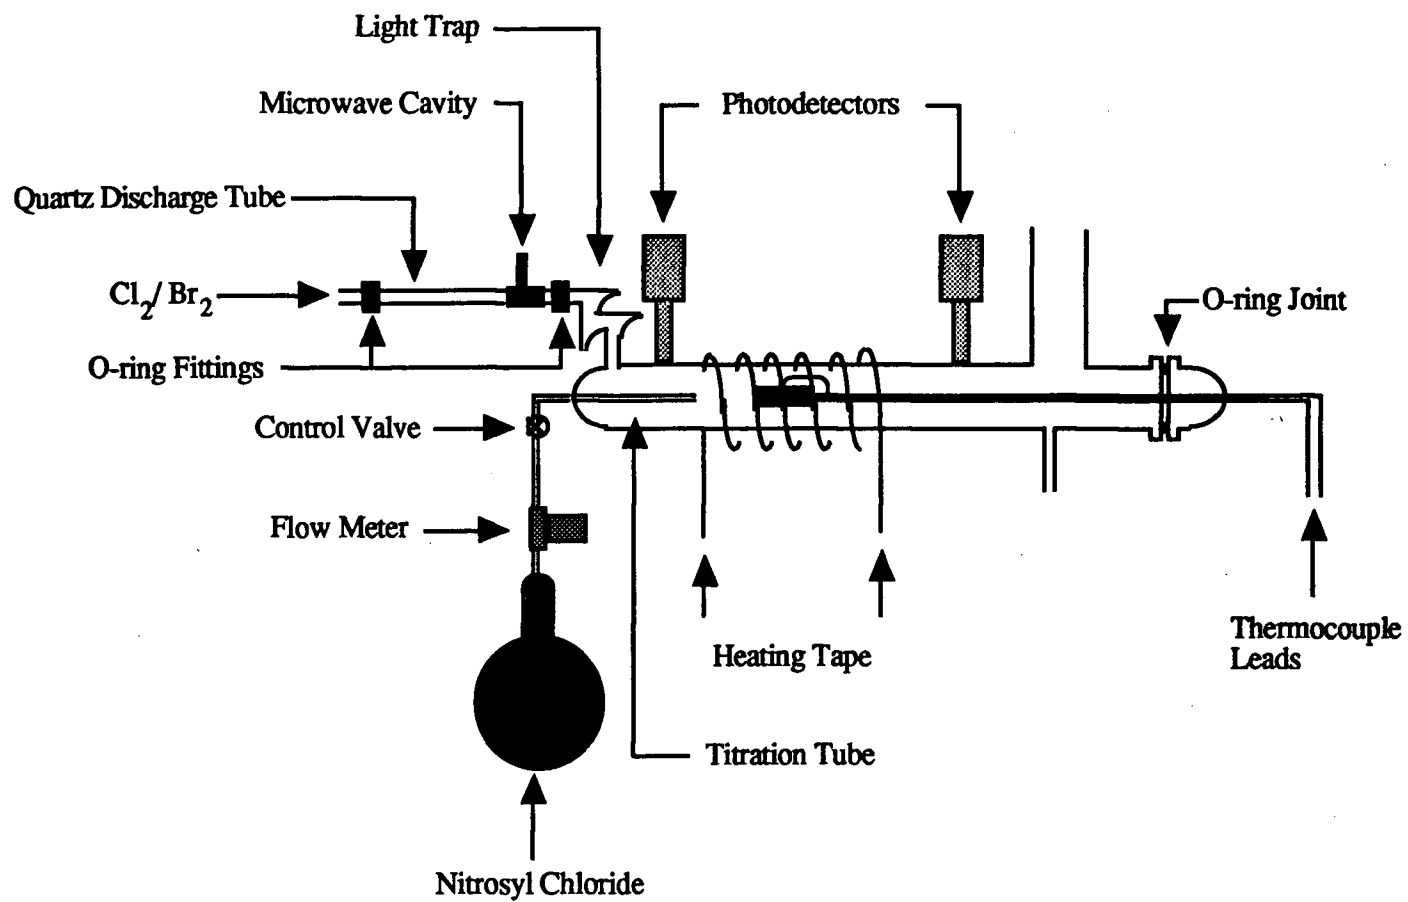 Light Trap
Microwave Cavity
Photodetectors
Quartz Discharge Tube
Cl2/ Br2
O-ring Joint
O-ring Fittings
Control Valve
Flow Meter
Thermocouple
Leads
Heating Tape
Titration Tube
Nitrosyl Chloride